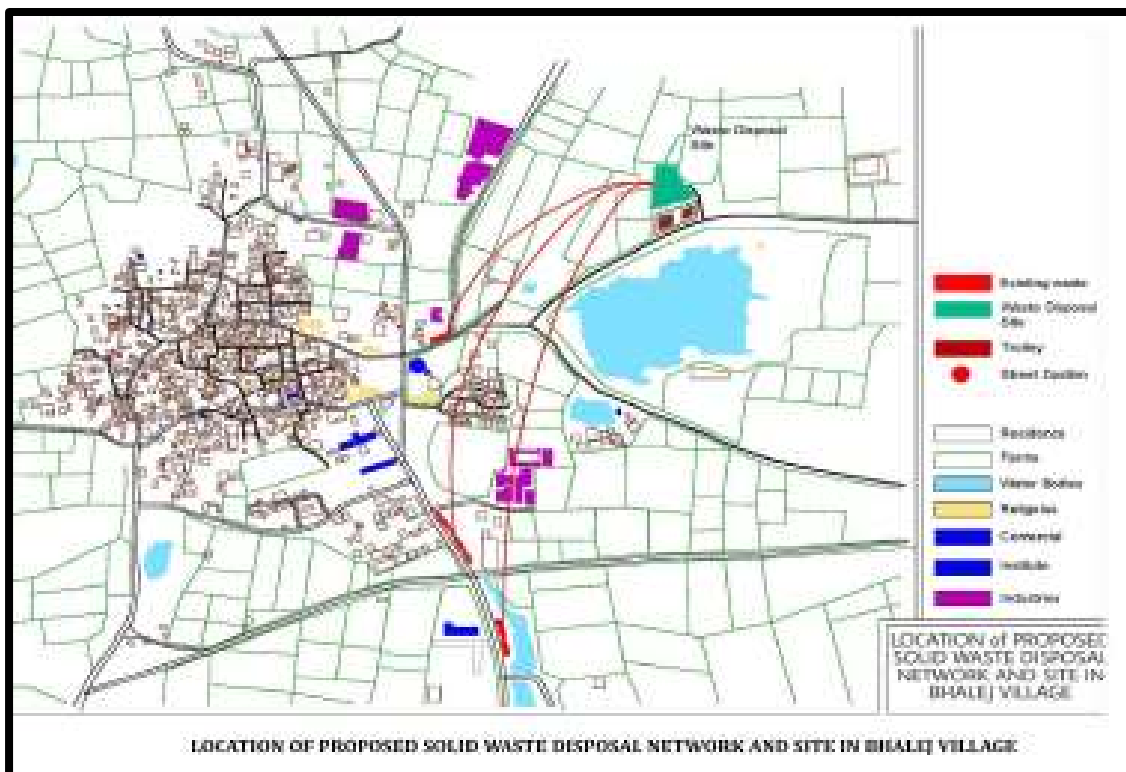 Waste Disposal
Site
Existing waste
Waste Disposal
Site
Trolley
Street Dustbin
Residence
Farms
Water Bodies
Religious
Commercial
Institute
Industries
LOCATION of PROPOSED
SOLID WASTE DISPOSAL
NETWORK AND SITE IN
BHALEJ VILLAGE
LOCATION OF PROPOSED SOLID WASTE DISPOSAL NETWORK AND SITE IN BHALEJ VILLAGE